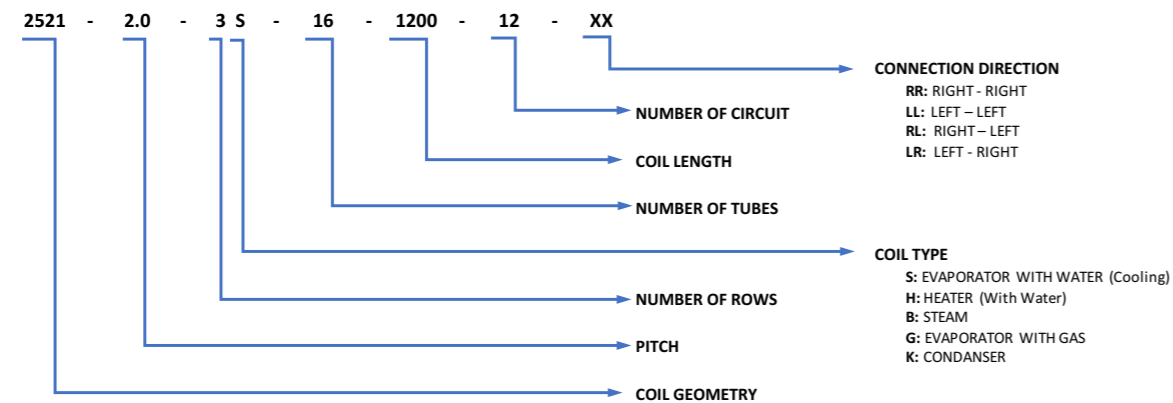 2521 - 2.0 - 3 S - 16 - 1200 - 12 - XX
CONNECTION DIRECTION
RR: RIGHT - RIGHT
LL: LEFT – LEFT
RL: RIGHT – LEFT
LR: LEFT - RIGHT
NUMBER OF CIRCUIT
COIL LENGTH
NUMBER OF TUBES
COIL TYPE
S: EVAPORATOR WITH WATER (Cooling)
H: HEATER (With Water)
B: STEAM
G: EVAPORATOR WITH GAS
K: CONDANSER
NUMBER OF ROWS
PITCH
COIL GEOMETRY